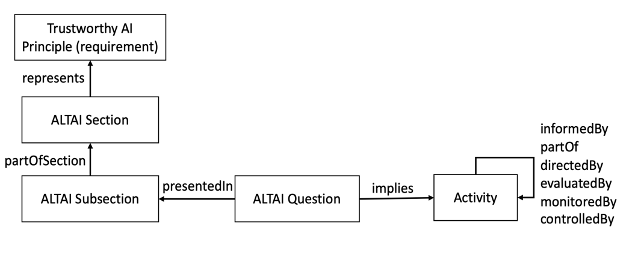 Trustworthy AI
Principle (requirement)
represents
ALTAI Section
partOfSection
ALTAI Subsection
presentedIn
ALTAI Question
implies
Activity
informedBy
partOf
directedBy
evaluatedBy
monitoredBy
controlledBy